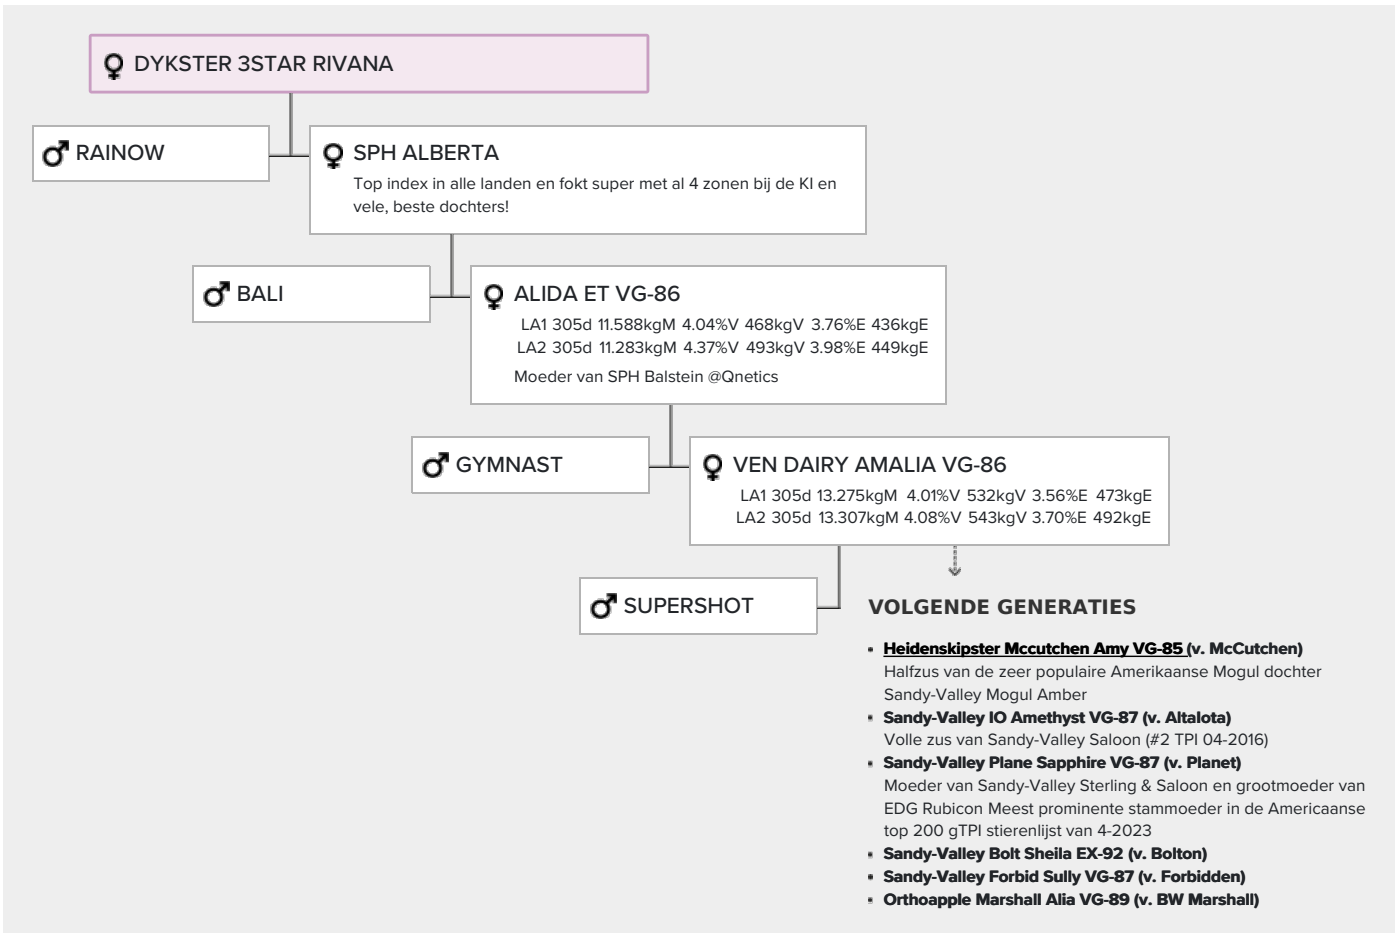 DYKSTER 3STAR RIVANA
RAINOW
SPH ALBERTA
Top index in alle landen en fokt super met al 4 zonen bij de KI en
vele, beste dochters!
BALI
ALIDA ET VG-86
LA1 305d 11.588kgM 4.04%V 468kgV 3.76%E 436kgE
LA2 305d 11.283kgM 4.37%V 493kgV 3.98%E 449kgE
Moeder van SPH Balstein @Qnetics
GYMNAST
VEN DAIRY AMALIA VG-86
LA1 305d 13.275kgM 4.01%V 532kgV 3.56%E 473kgE
LA2 305d 13.307kgM 4.08%V 543kgV 3.70%E 492kgE
SUPERSHOT
VOLGENDE GENERATIES
Heidenskipster Mccutchen Amy VG-85 (v. McCutchen)
Halfzus van de zeer populaire Amerikaanse Mogul dochter
Sandy-Valley Mogul Amber
Sandy-Valley IO Amethyst VG-87 (v. AltaIota)
Volle zus van Sandy-Valley Saloon (#2 TPI 04-2016)
Sandy-Valley Plane Sapphire VG-87 (v. Planet)
Moeder van Sandy-Valley Sterling & Saloon en grootmoeder van
EDG Rubicon Meest prominente stammoeder in de Americaanse
top 200 gTPI stierenlijst van 4-2023
Sandy-Valley Bolt Sheila EX-92 (v. Bolton)
Sandy-Valley Forbid Sully VG-87 (v. Forbidden)
Orthoapple Marshall Alia VG-89 (v. BW Marshall)